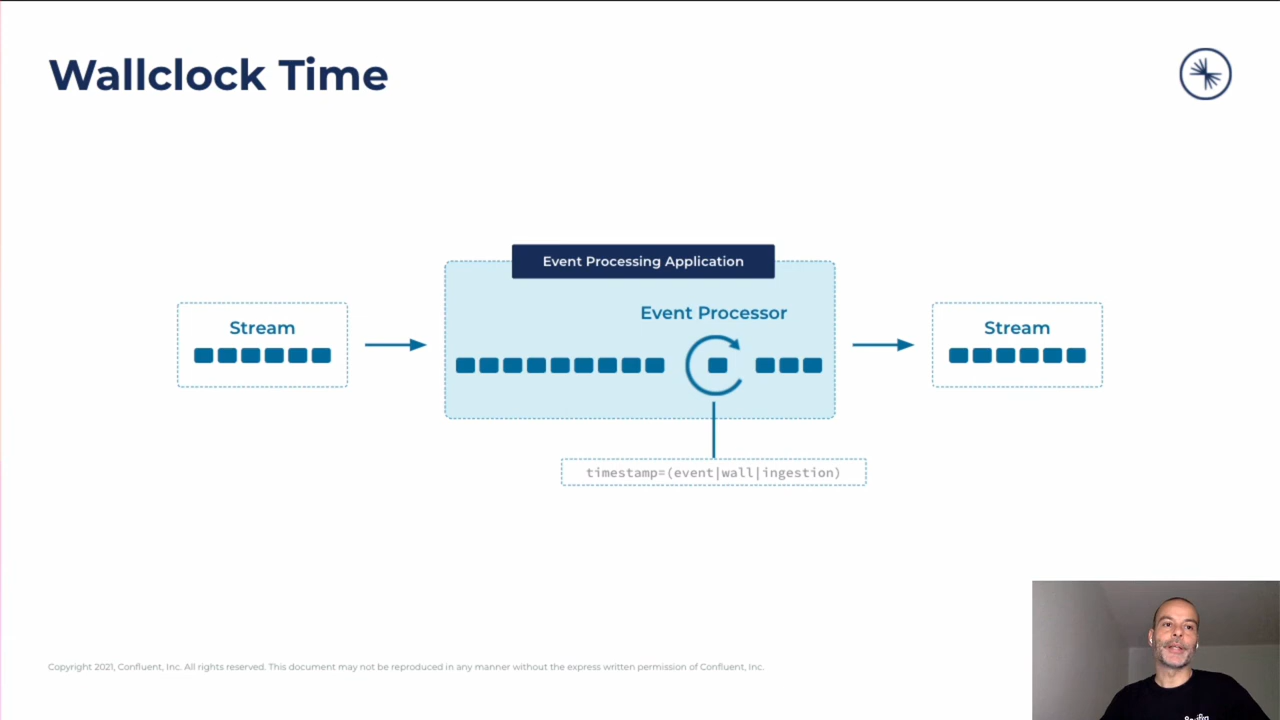 Wallclock Time
Event Processing Application
Event Processor
Stream
Stream
timestamp=(event|wall|ingestion)
Copyright 2021, Confluent, Inc. All rights reserved. This document may not be reproduced in any manner without the express written permission of Confluent, Inc.